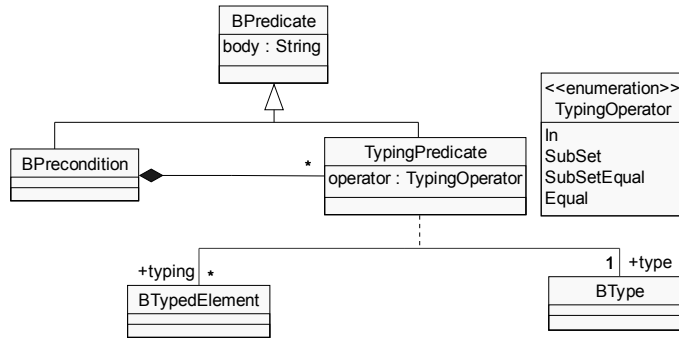 BPredicate
body : String
<<enumeration>>
TypingOperator
In
SubSet
SubSetEqual
Equal
BPrecondition
*
TypingPredicate
operator : TypingOperator
+typing
*
1
+type
BTypedElement
BType